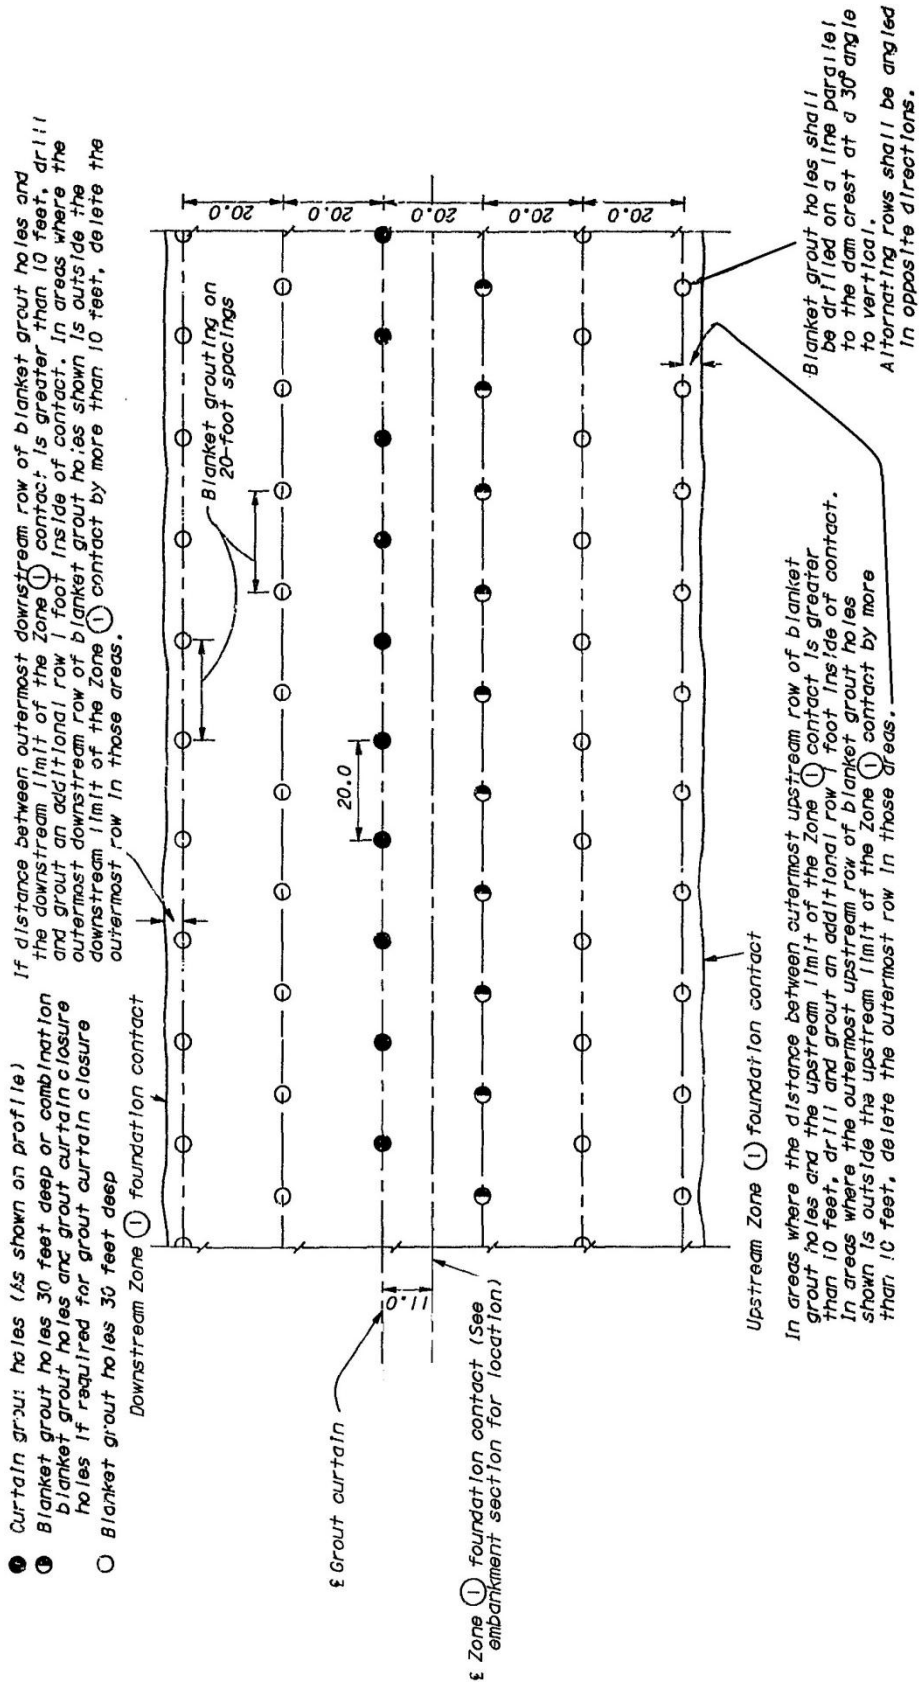 Curtain grout holes (As shown on profile)
Blanket grout holes 30 feet deep or combination
blanket grout holes and grout curtain closure
holes if required for grout curtain closure
Blanket grout holes 30 feet deep
Downstream Zone 1 foundation contact
If distance between outermost downstream row of blanket grout holes and
the downstream limit of the Zone 1 contact is greater than 10 feet, drill
and grout an additional row 1 foot inside of contact. In areas where the
outermost downstream row of blanket grout holes shown is outside the
downstream limit of the Zone 1 contact by more than 10 feet, delete the
outermost row in those areas.
Blanket grouting on
20-foot spacings
20.0
20.0
20.0
20.0
20.0
20.0
11.0
℄ Grout curtain
℄ Zone 1 foundation contact (See
embankment section for location)
Upstream Zone 1 foundation contact
In areas where the distance between outermost upstream row of blanket
grout holes and the upstream limit of the Zone 1 contact is greater
than 10 feet, drill and grout an additional row 1 foot inside of contact.
In areas where the outermost upstream row of blanket grout holes
shown is outside the upstream limit of the Zone 1 contact by more
than 10 feet, delete the outermost row in those areas.
Blanket grout holes shall
be drilled on a line parallel
to the dam crest at a 30° angle
to vertical.
Alternating rows shall be angled
in opposite directions.